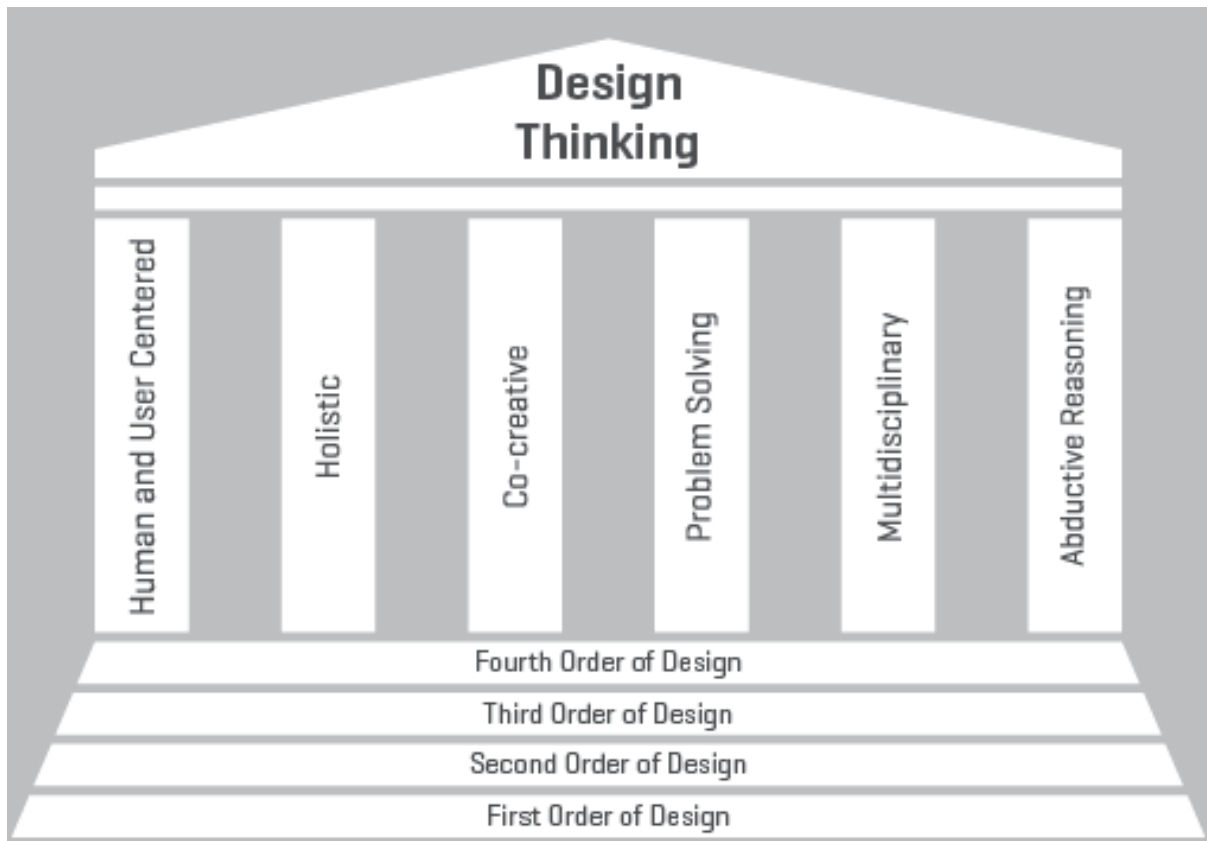 Design
Thinking
Human and User Centered
Holistic
Co-creative
Problem Solving
Multidisciplinary
Abductive Reasoning
Fourth Order of Design
Third Order of Design
Second Order of Design
First Order of Design